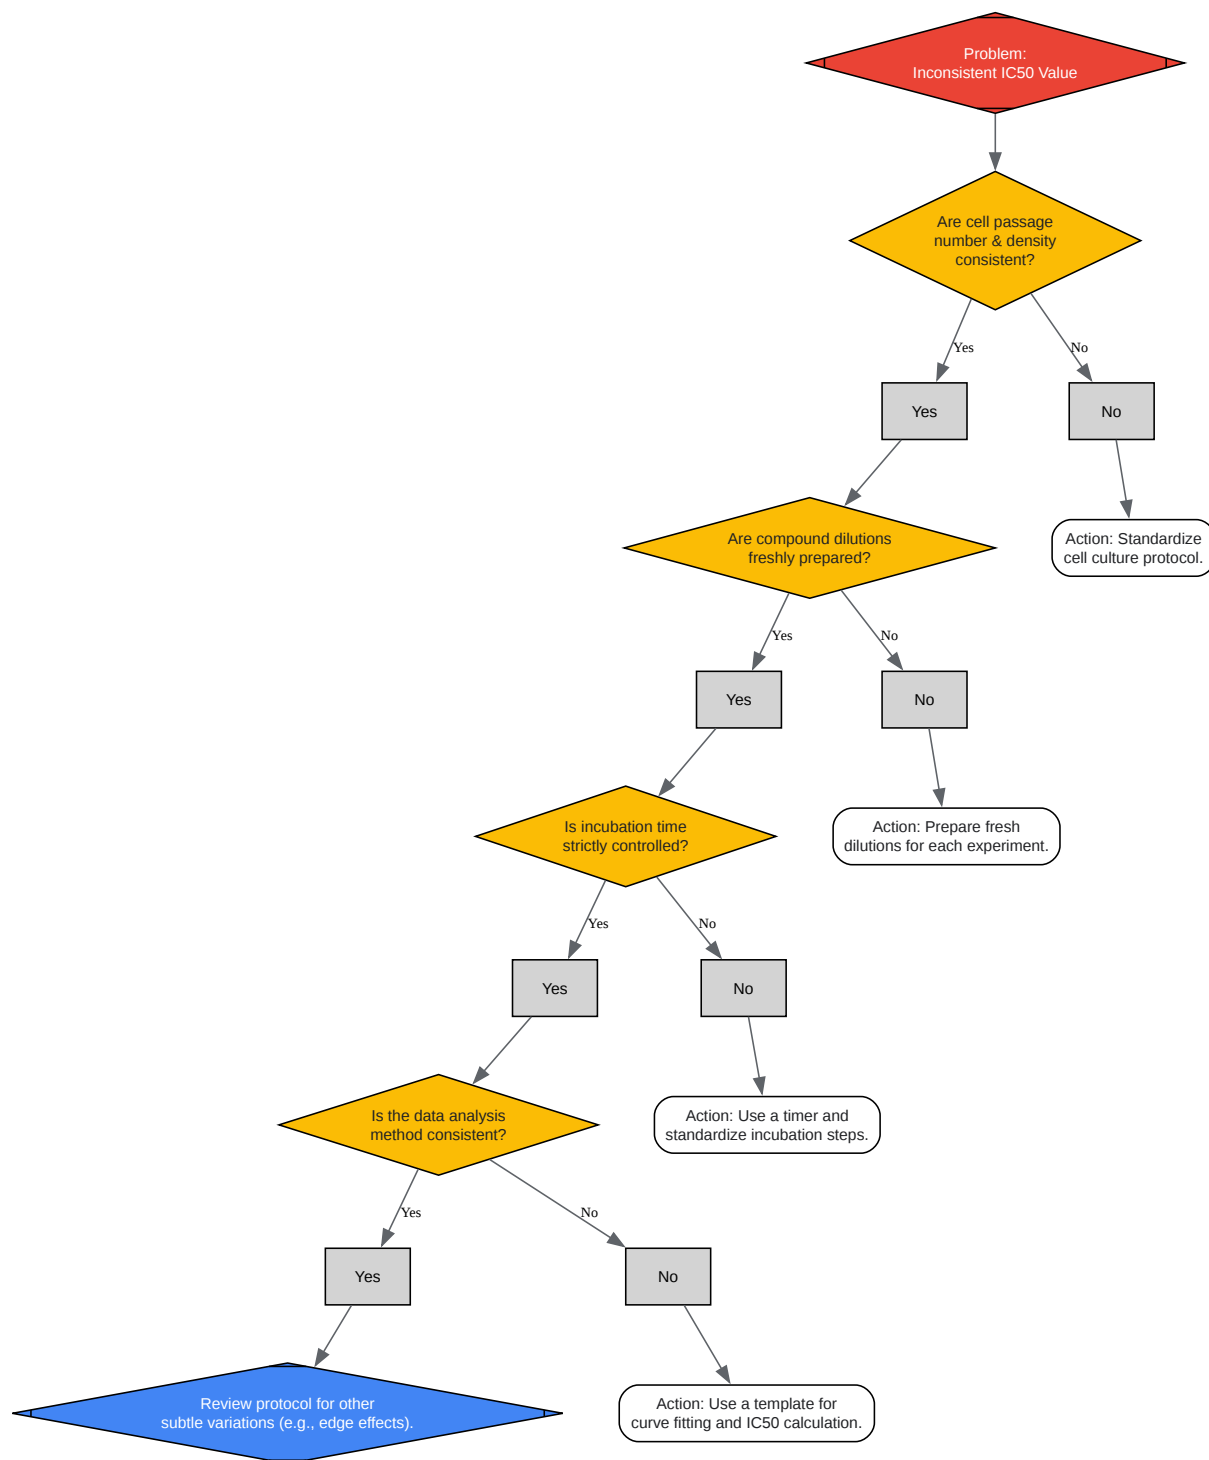 Problem:
Inconsistent IC50 Value
Are cell passage
number & density
consistent?
Yes
No
Yes
No
Are compound dilutions
freshly prepared?
Action: Standardize
cell culture protocol.
Yes
No
Yes
No
Is incubation time
strictly controlled?
Action: Prepare fresh
dilutions for each experiment.
Yes
No
Yes
No
Is the data analysis
method consistent?
Action: Use a timer and
standardize incubation steps.
Yes
No
Yes
No
Review protocol for other
subtle variations (e.g., edge effects).
Action: Use a template for
curve fitting and IC50 calculation.